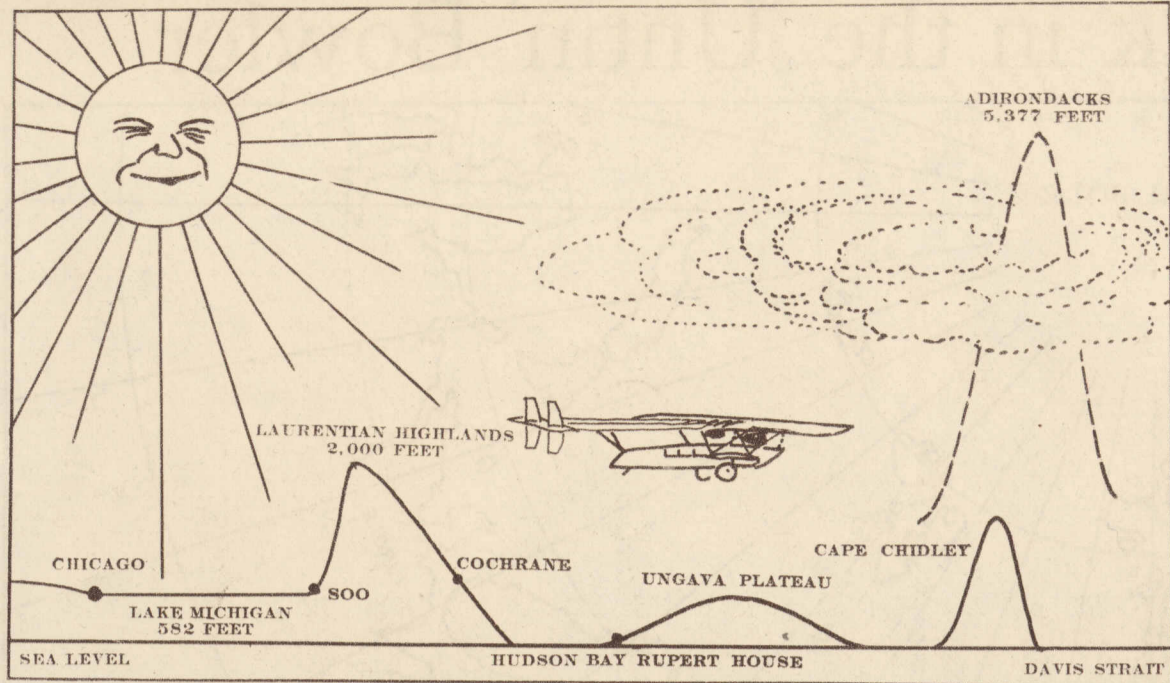 ADIRONDACKS
5,377 FEET
LAURENTIAN HIGHLANDS
2,000 FEET
CAPE CHIDLEY
CHICAGO
COCHRANE
UNGAVA PLATEAU
SOO
LAKE MICHIGAN
582 FEET
SEA LEVEL
HUDSON BAY RUPERT HOUSE
DAVIS STRAIT